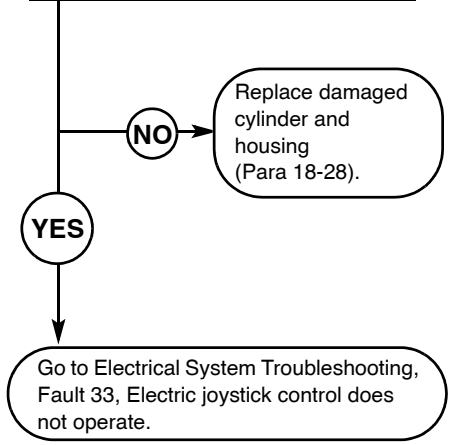 NO
Replace damaged
cylinder and
housing
(Para 18-28).
YES
Go to Electrical System Troubleshooting,
Fault 33, Electric joystick control does
not operate.